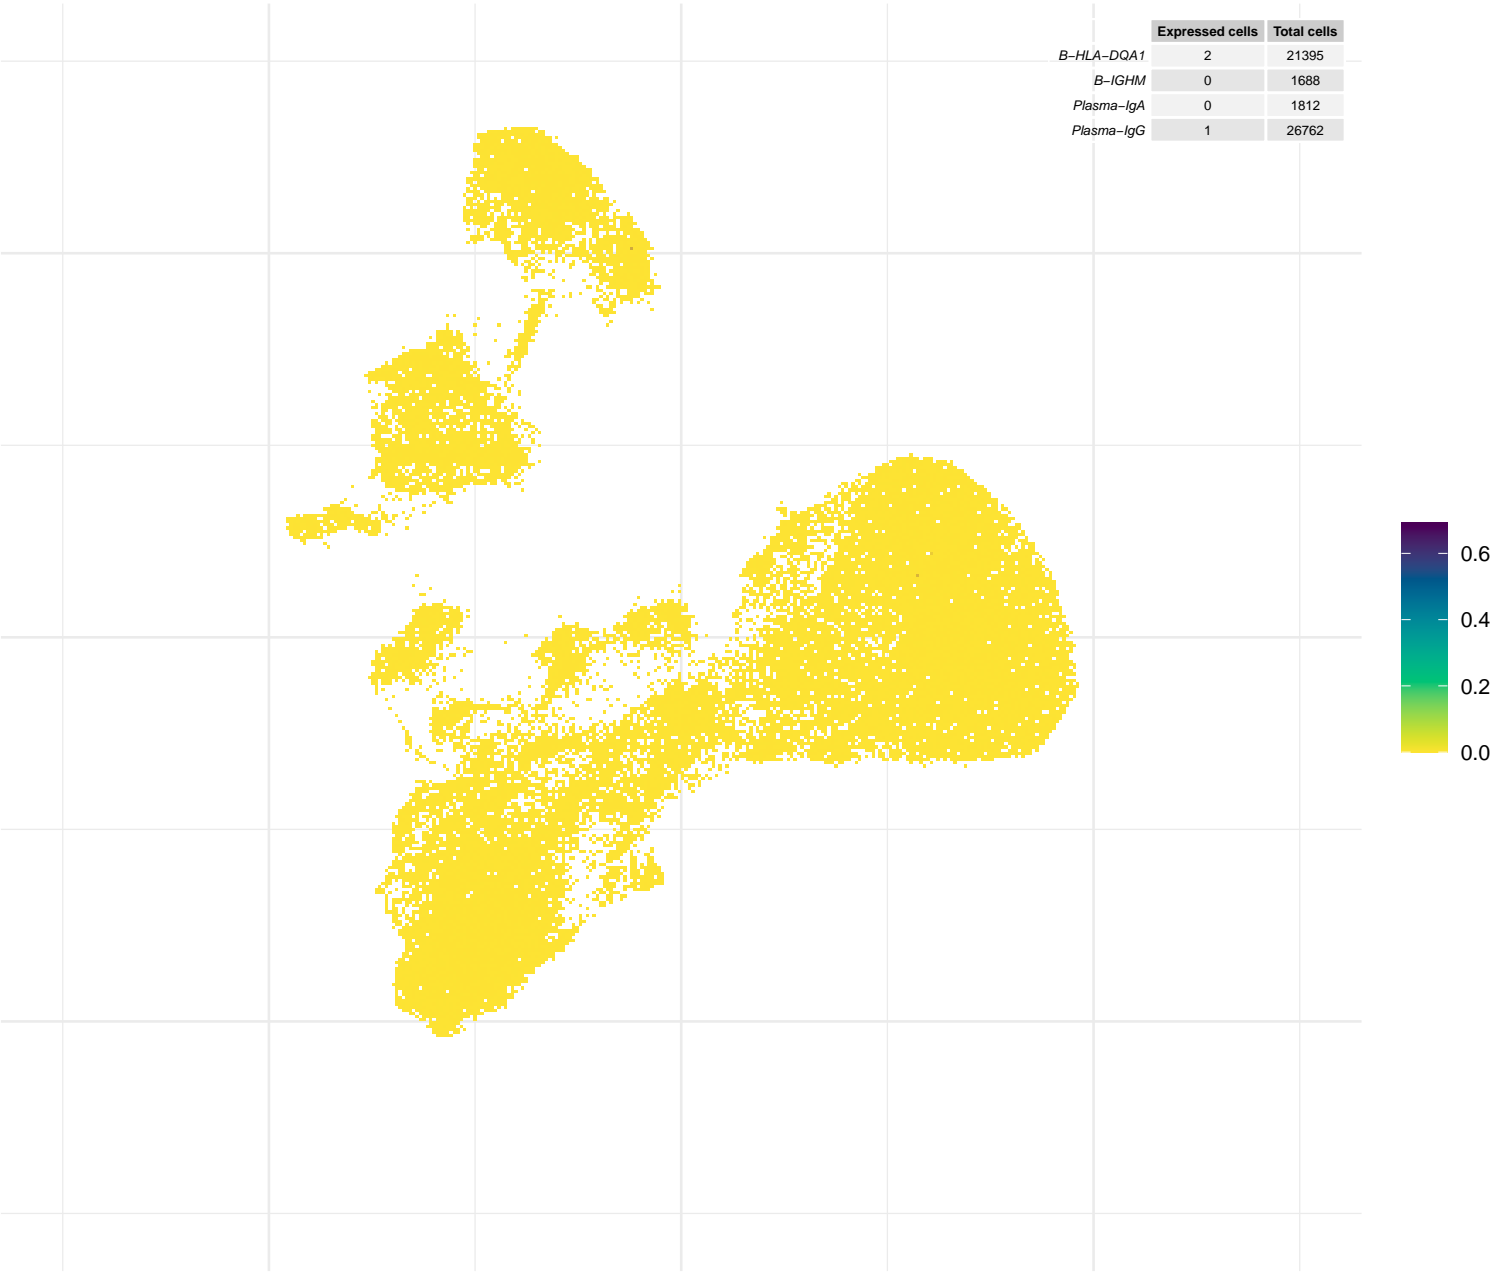 Expressed cells Total cells
B−HLA−DQA1 2 21395
B−IGHM 0 1688
Plasma−IgA 0 1812
Plasma−IgG 1 26762
0.6
0.4
0.2
0.0